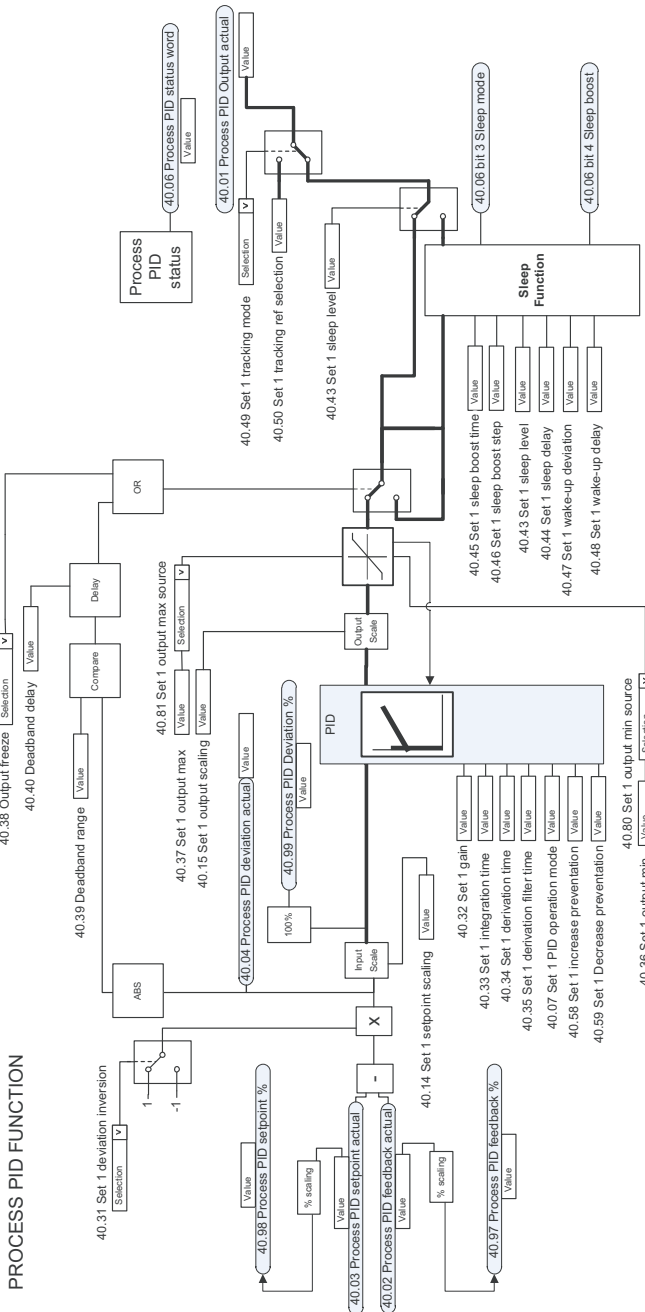 PROCESS PID FUNCTION
40.31 Set 1 deviation inversion
Selection
1
-1
Value
40.98 Process PID setpoint %
% scaling
40.03 Process PID setpoint actual
Value
-
40.02 Process PID feedback actual
Value
% scaling
40.97 Process PID feedback %
Value
X
40.14 Set 1 setpoint scaling
Value
Input
Scale
100%
ABS
40.04 Process PID deviation actual
Value
40.99 Process PID Deviation %
Value
40.38 Output freeze
Selection
40.40 Deadband delay
Value
40.39 Deadband range
Value
Compare
Delay
OR
40.81 Set 1 output max source
40.37 Set 1 output max
Value
Selection
40.15 Set 1 output scaling
Value
PID
Output
Scale
40.32 Set 1 gain
Value
40.33 Set 1 integration time
Value
40.34 Set 1 derivation time
Value
40.35 Set 1 derivation filter time
Value
40.07 Set 1 PID operation mode
Value
40.58 Set 1 increase preventation
Value
40.59 Set 1 Decrease preventation
Value
40.80 Set 1 output min source
40.36 Set 1 output min
Value
Selection
40.45 Set 1 sleep boost time
Value
40.46 Set 1 sleep boost step
Value
40.43 Set 1 sleep level
Value
40.44 Set 1 sleep delay
Value
40.47 Set 1 wake-up deviation
Value
40.48 Set 1 wake-up delay
Value
Sleep
Function
40.06 bit 3 Sleep mode
40.06 bit 4 Sleep boost
40.49 Set 1 tracking mode
Selection
40.50 Set 1 tracking ref selection
Value
40.43 Set 1 sleep level
Value
Process
PID
status
40.06 Process PID status word
Value
40.01 Process PID Output actual
Value